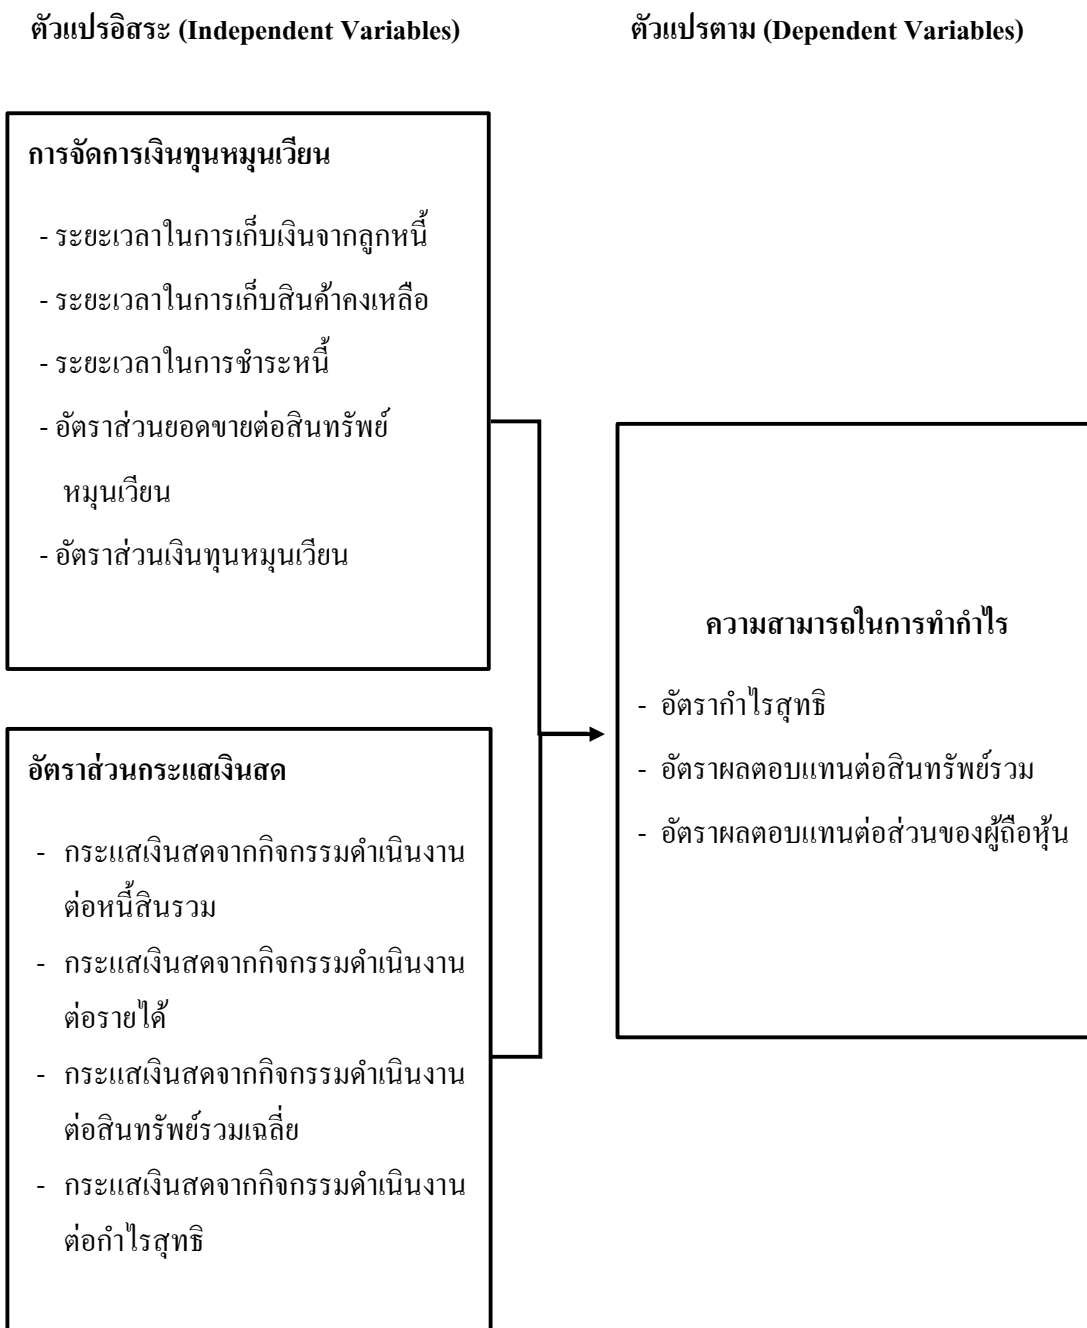 ตัวแปรอิสระ (Independent Variables)
ตัวแปรตาม (Dependent Variables)
การจัดการเงินทุนหมุนเวียน
- ระยะเวลาในการเก็บเงินจากลูกหนี้
- ระยะเวลาในการเก็บสินค้าคงเหลือ
- ระยะเวลาในการชำระหนี้
- อัตราส่วนยอดขายต่อสินทรัพย์
หมุนเวียน
- อัตราส่วนเงินทุนหมุนเวียน
อัตราส่วนกระแสเงินสด
- กระแสเงินสดจากกิจกรรมดำเนินงาน
ต่อหนี้สินรวม
- กระแสเงินสดจากกิจกรรมดำเนินงาน
ต่อรายได้
- กระแสเงินสดจากกิจกรรมดำเนินงาน
ต่อสินทรัพย์รวมเฉลี่ย
- กระแสเงินสดจากกิจกรรมดำเนินงาน
ต่อกำไรสุทธิ
ความสามารถในการทำกำไร
- อัตรากำไรสุทธิ
- อัตราผลตอบแทนต่อสินทรัพย์รวม
- อัตราผลตอบแทนต่อส่วนของผู้ถือหุ้น